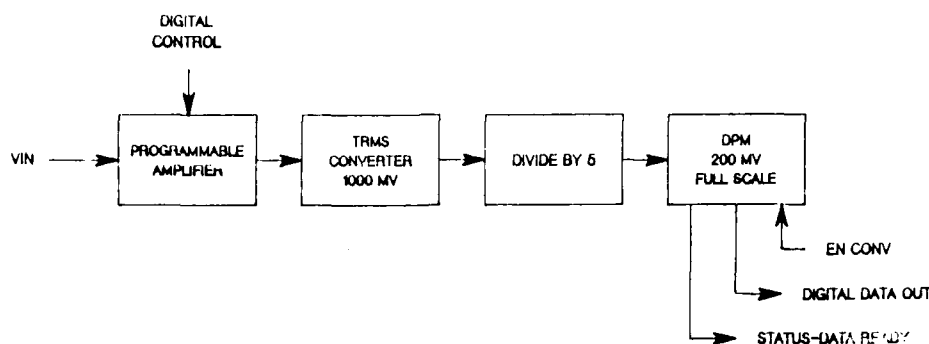 DIGITAL
CONTROL
VIN
PROGRAMMABLE
AMPLIFIER
TRMS
CONVERTER
1000 MV
DIVIDE BY 5
DPM
200 MV
FULL SCALE
EN CONV
DIGITAL DATA OUT
STATUS-DATA READY